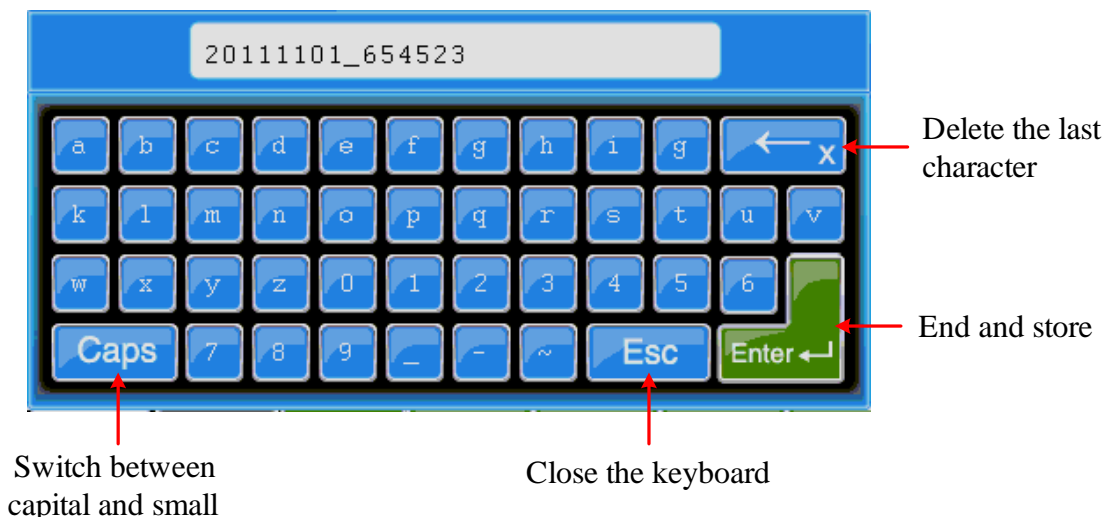 20111101_654523
a b c d e f g h i g ←x
k l m n o p q r s t u v
w x y z 0 1 2 3 4 5 6
Caps 7 8 9 _ - ~ Esc Enter
Delete the last
character
End and store
Switch between
capital and small
Close the keyboard